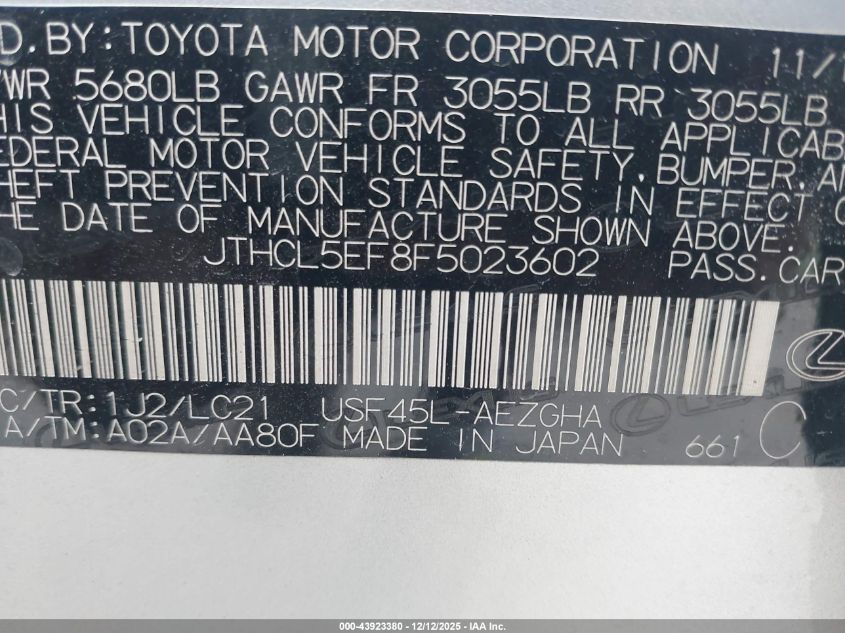 D. BY: TOYOTA MOTOR CORPORATION 11/1
WR 5680LB GAWR FR 3055LB RR 3055LB
HIS VEHICLE CONFORMS TO ALL APPLICAB
EDERAL MOTOR VEHICLE SAFETY, BUMPER, AN
HEFT PREVENTION STANDARDS IN EFFECT O
HE DATE OF MANUFACTURE SHOWN ABOVE.
JTHCL5EF8F5023602 PASS. CAR
C/TR: 1J2/LC21 USF45L-AEZGHA
A/TM: A02A/AA80F MADE IN JAPAN 661
000-43923380 - 12/12/2025 - IAA Inc.